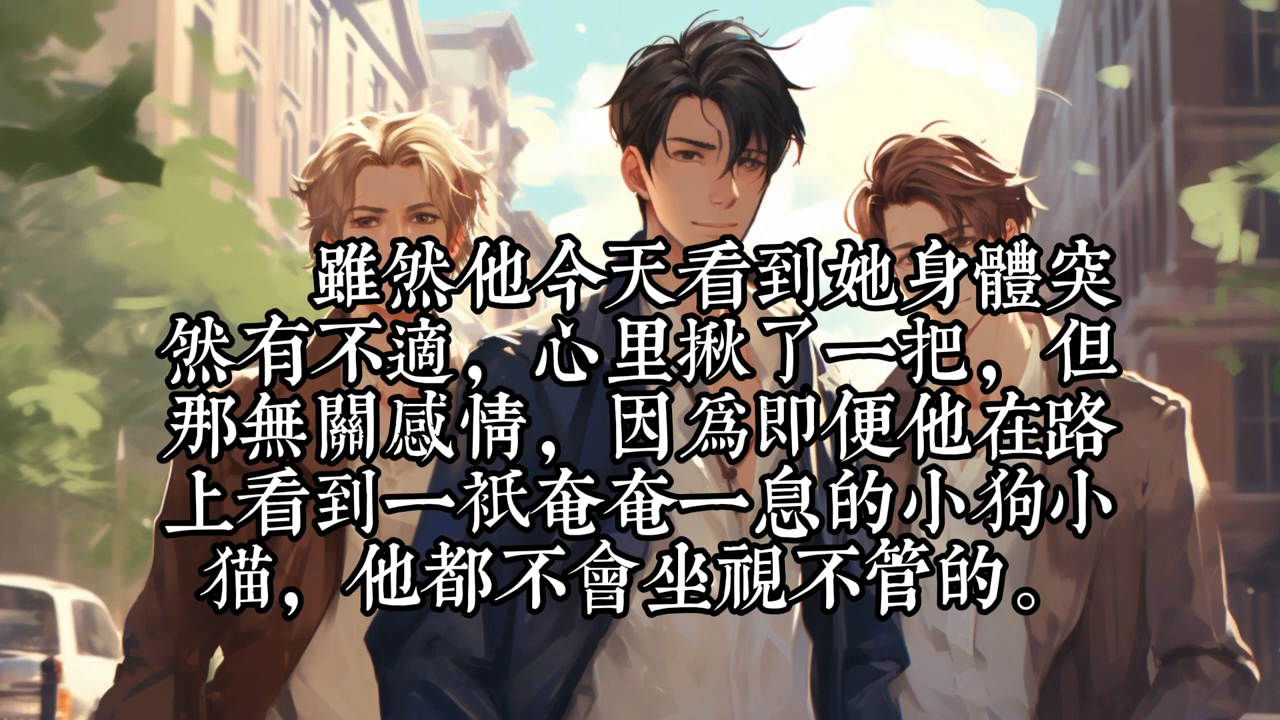 雖然他今天看到她身體突
然有不適，心里揪了一把，但
那無關感情，因爲即便他在路
上看到一祇奄奄一息的小狗小
猫，他都不會坐視不管的。